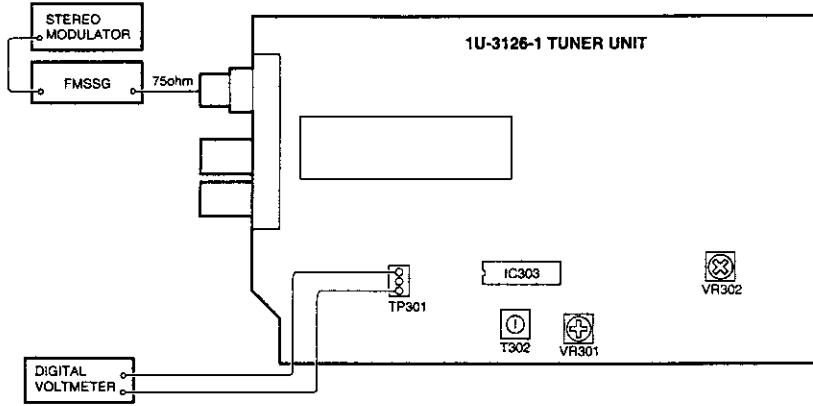 STEREO
MODULATOR
1U-3126-1 TUNER UNIT
FMSSG
75ohm
IC303
TP301
VR302
T302
VR301
DIGITAL
VOLTMETER